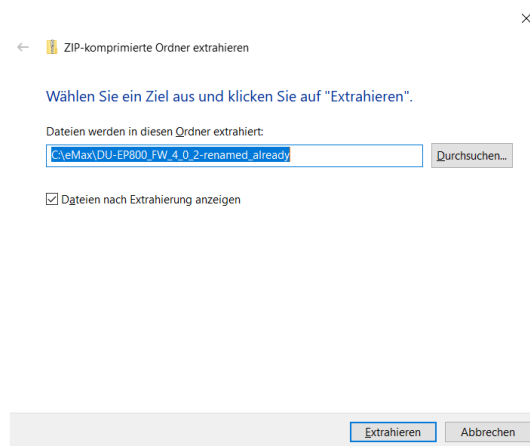 ZIP-komprimierte Ordner extrahieren
Wählen Sie ein Ziel aus und klicken Sie auf "Extrahieren".
Dateien werden in diesen Ordner extrahiert:
C:\eMax\DU-EP800_FW_4_0_2-renamed_already
Durchsuchen...
Dateien nach Extrahierung anzeigen
Extrahieren Abbrechen